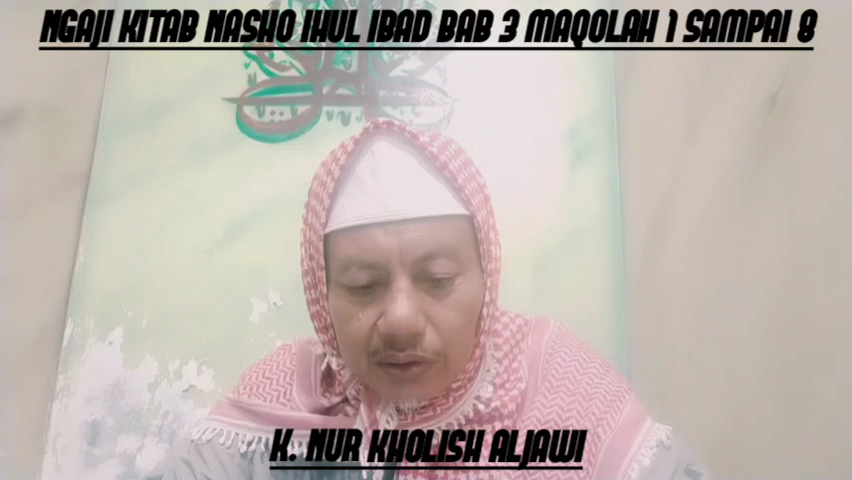 NGAJI KITAB NASHO IHUL IBAD BAB 3 MAQOLAH 1 SAMPAI 8
K. NUR KHOLISH ALJAWI